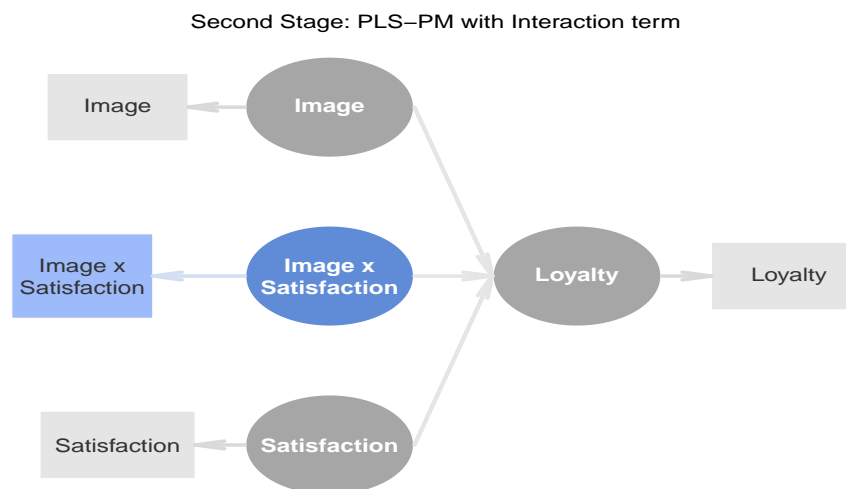 Second Stage: PLS−PM with Interaction term
Image
Image
Image x
Satisfaction
Image x
Satisfaction
Loyalty
Loyalty
Satisfaction
Satisfaction